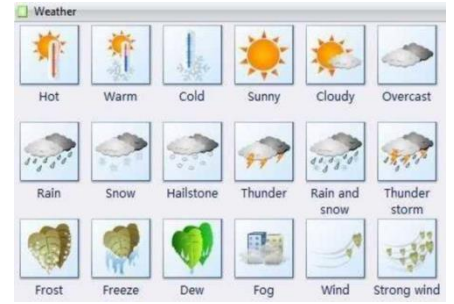 Weather
Hot Warm Cold Sunny Cloudy Overcast
Rain Snow Hailstone Thunder Rain and snow Thunder storm
Frost Freeze Dew Fog Wind Strong wind